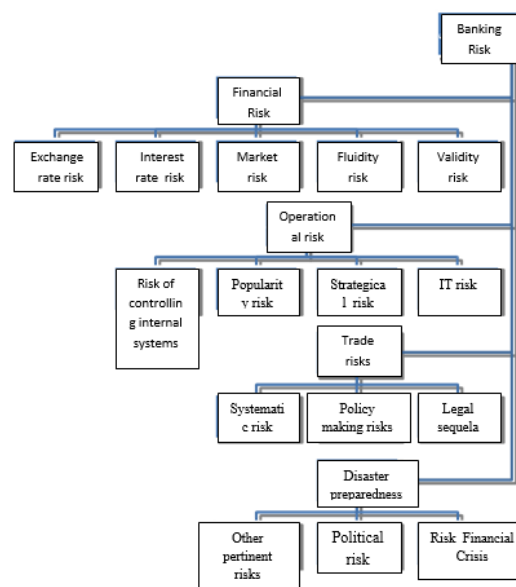 Banking
Risk
Financial
Risk
Exchange
rate risk
Interest
rate risk
Market
risk
Fluidity
risk
Validity
risk
Operation
al risk
Risk of
controllin
g internal
systems
Popularit
y risk
Strategica
l risk
IT risk
Trade
risks
Systemati
c risk
Policy
making risks
Legal
sequela
Disaster
preparedness
Other
pertinent
risks
Political
risk
Risk Financial
Crisis